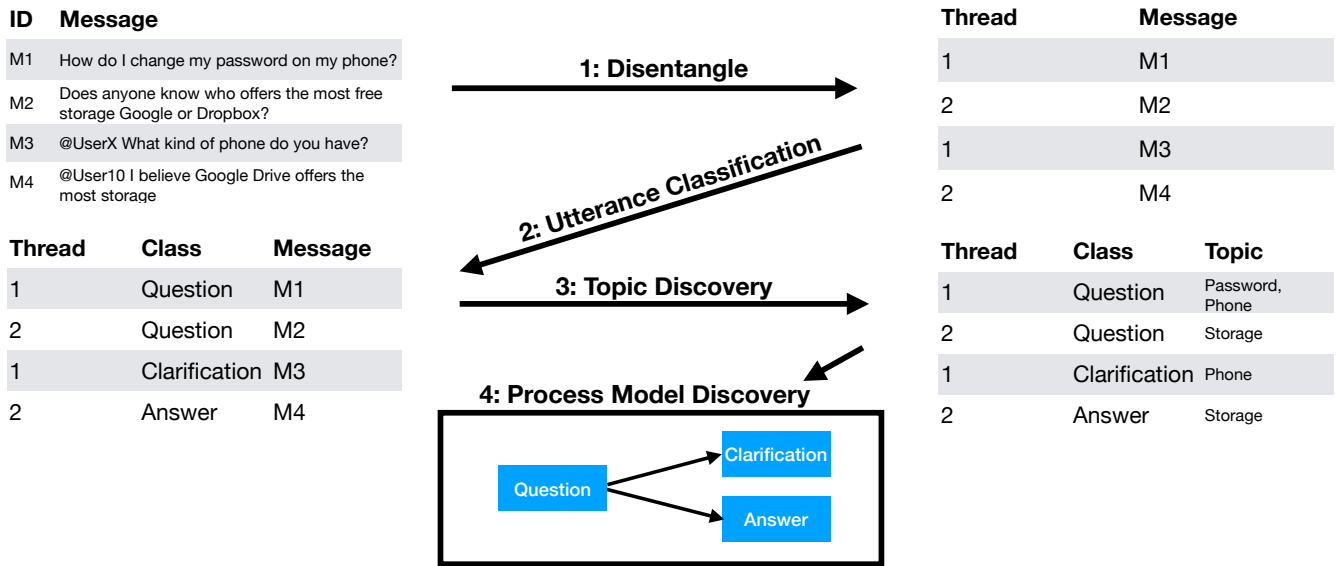 ID Message
M1 How do I change my password on my phone?
M2 Does anyone know who offers the most free
storage Google or Dropbox?
M3 @UserX What kind of phone do you have?
M4 @User10 I believe Google Drive offers the
most storage
1: Disentangle
Thread Message
1 M1
2 M2
1 M3
2 M4
2: Utterance Classification
Thread Class Message
1 Question M1
2 Question M2
1 Clarification M3
2 Answer M4
3: Topic Discovery
Thread Class Topic
1 Question Password,
Phone
2 Question Storage
1 Clarification Phone
2 Answer Storage
4: Process Model Discovery
Question
Clarification
Answer